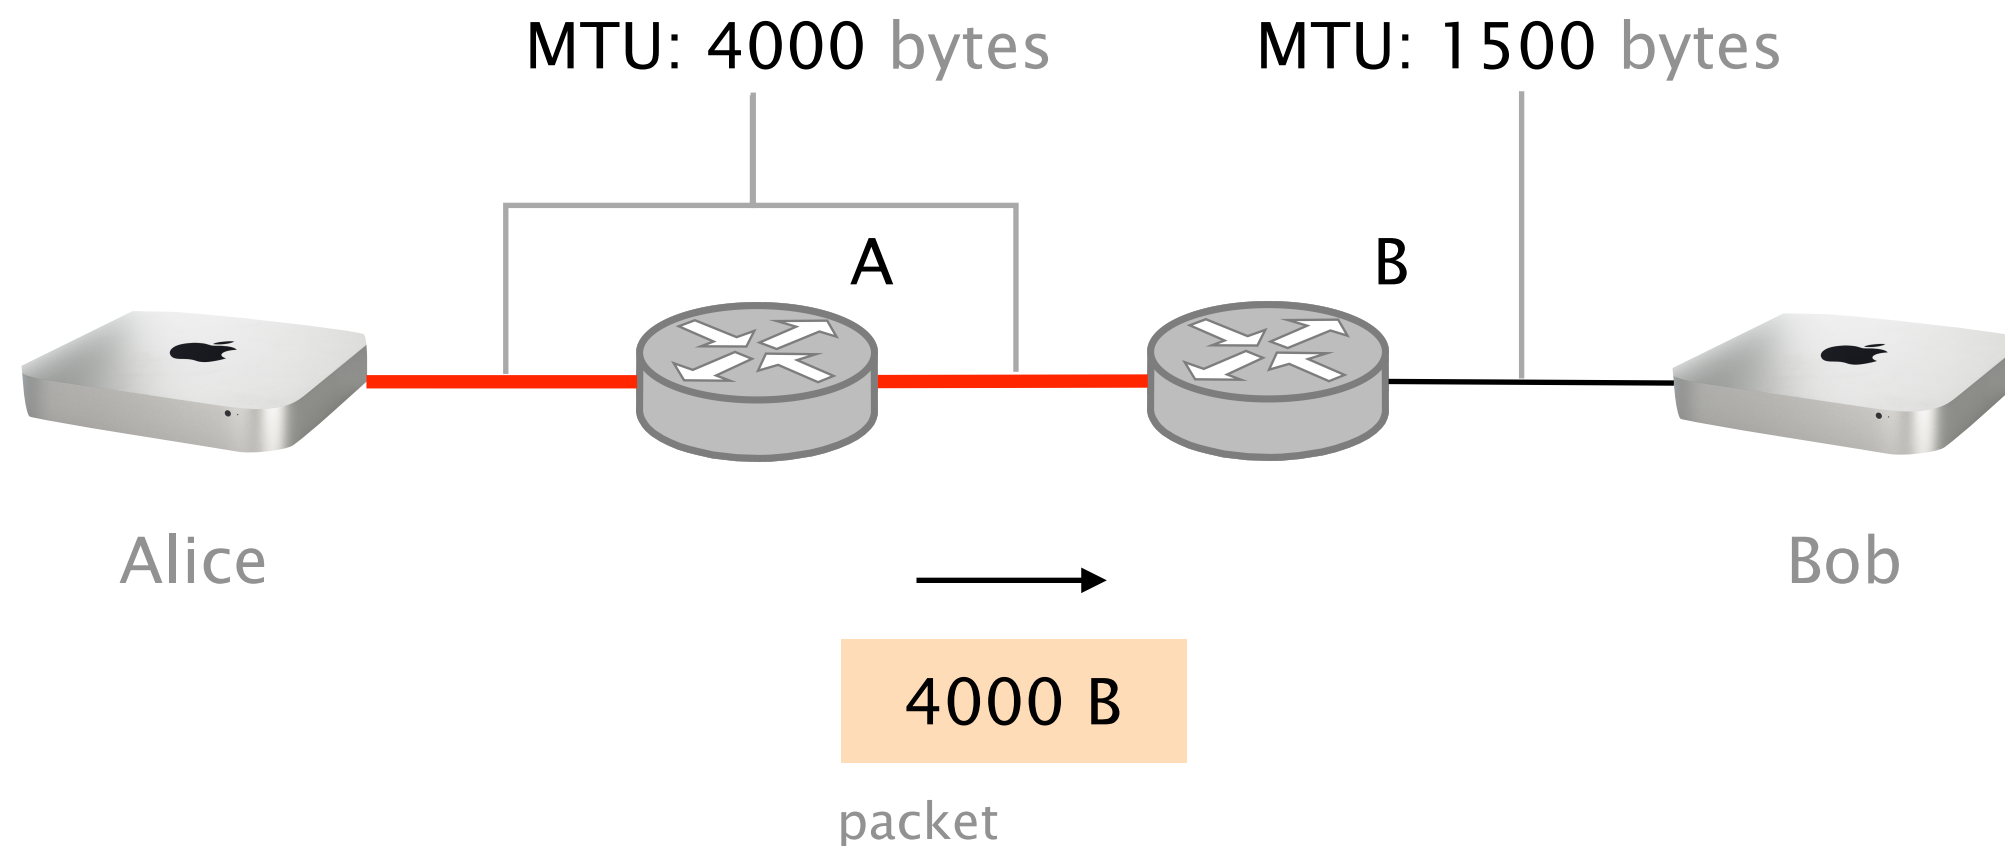 MTU: 4000 bytes
MTU: 1500 bytes
A
B
Alice
Bob
4000 B
packet